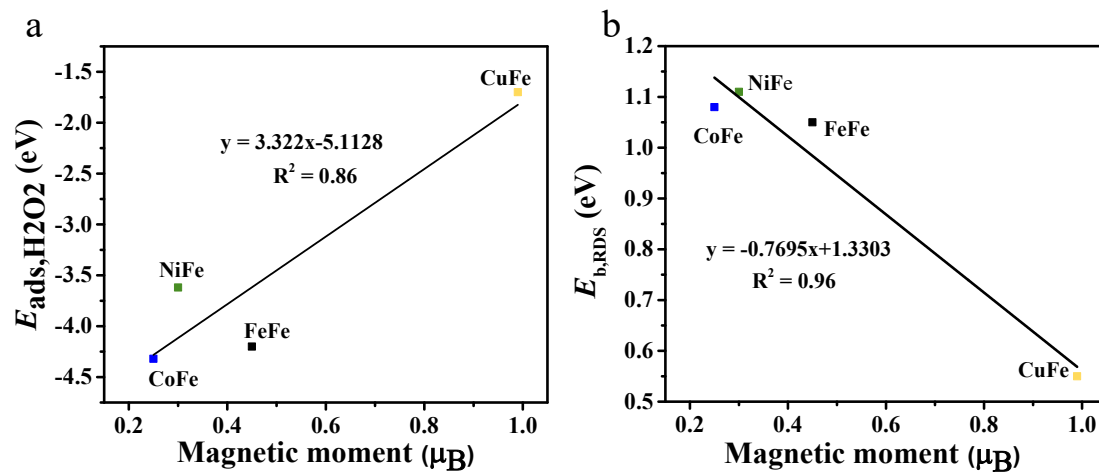 a
E_ads,H2O2 (eV)
-1.5
-2.0
-2.5
-3.0
-3.5
-4.0
-4.5
CuFe
y = 3.322x-5.1128
R² = 0.86
NiFe
FeFe
CoFe
0.2 0.4 0.6 0.8 1.0
Magnetic moment (μB)
b
E_b,RDS (eV)
1.2
1.1
1.0
0.9
0.8
0.7
0.6
0.5
NiFe
CoFe
FeFe
y = -0.7695x+1.3303
R² = 0.96
CuFe
0.2 0.4 0.6 0.8 1.0
Magnetic moment (μB)